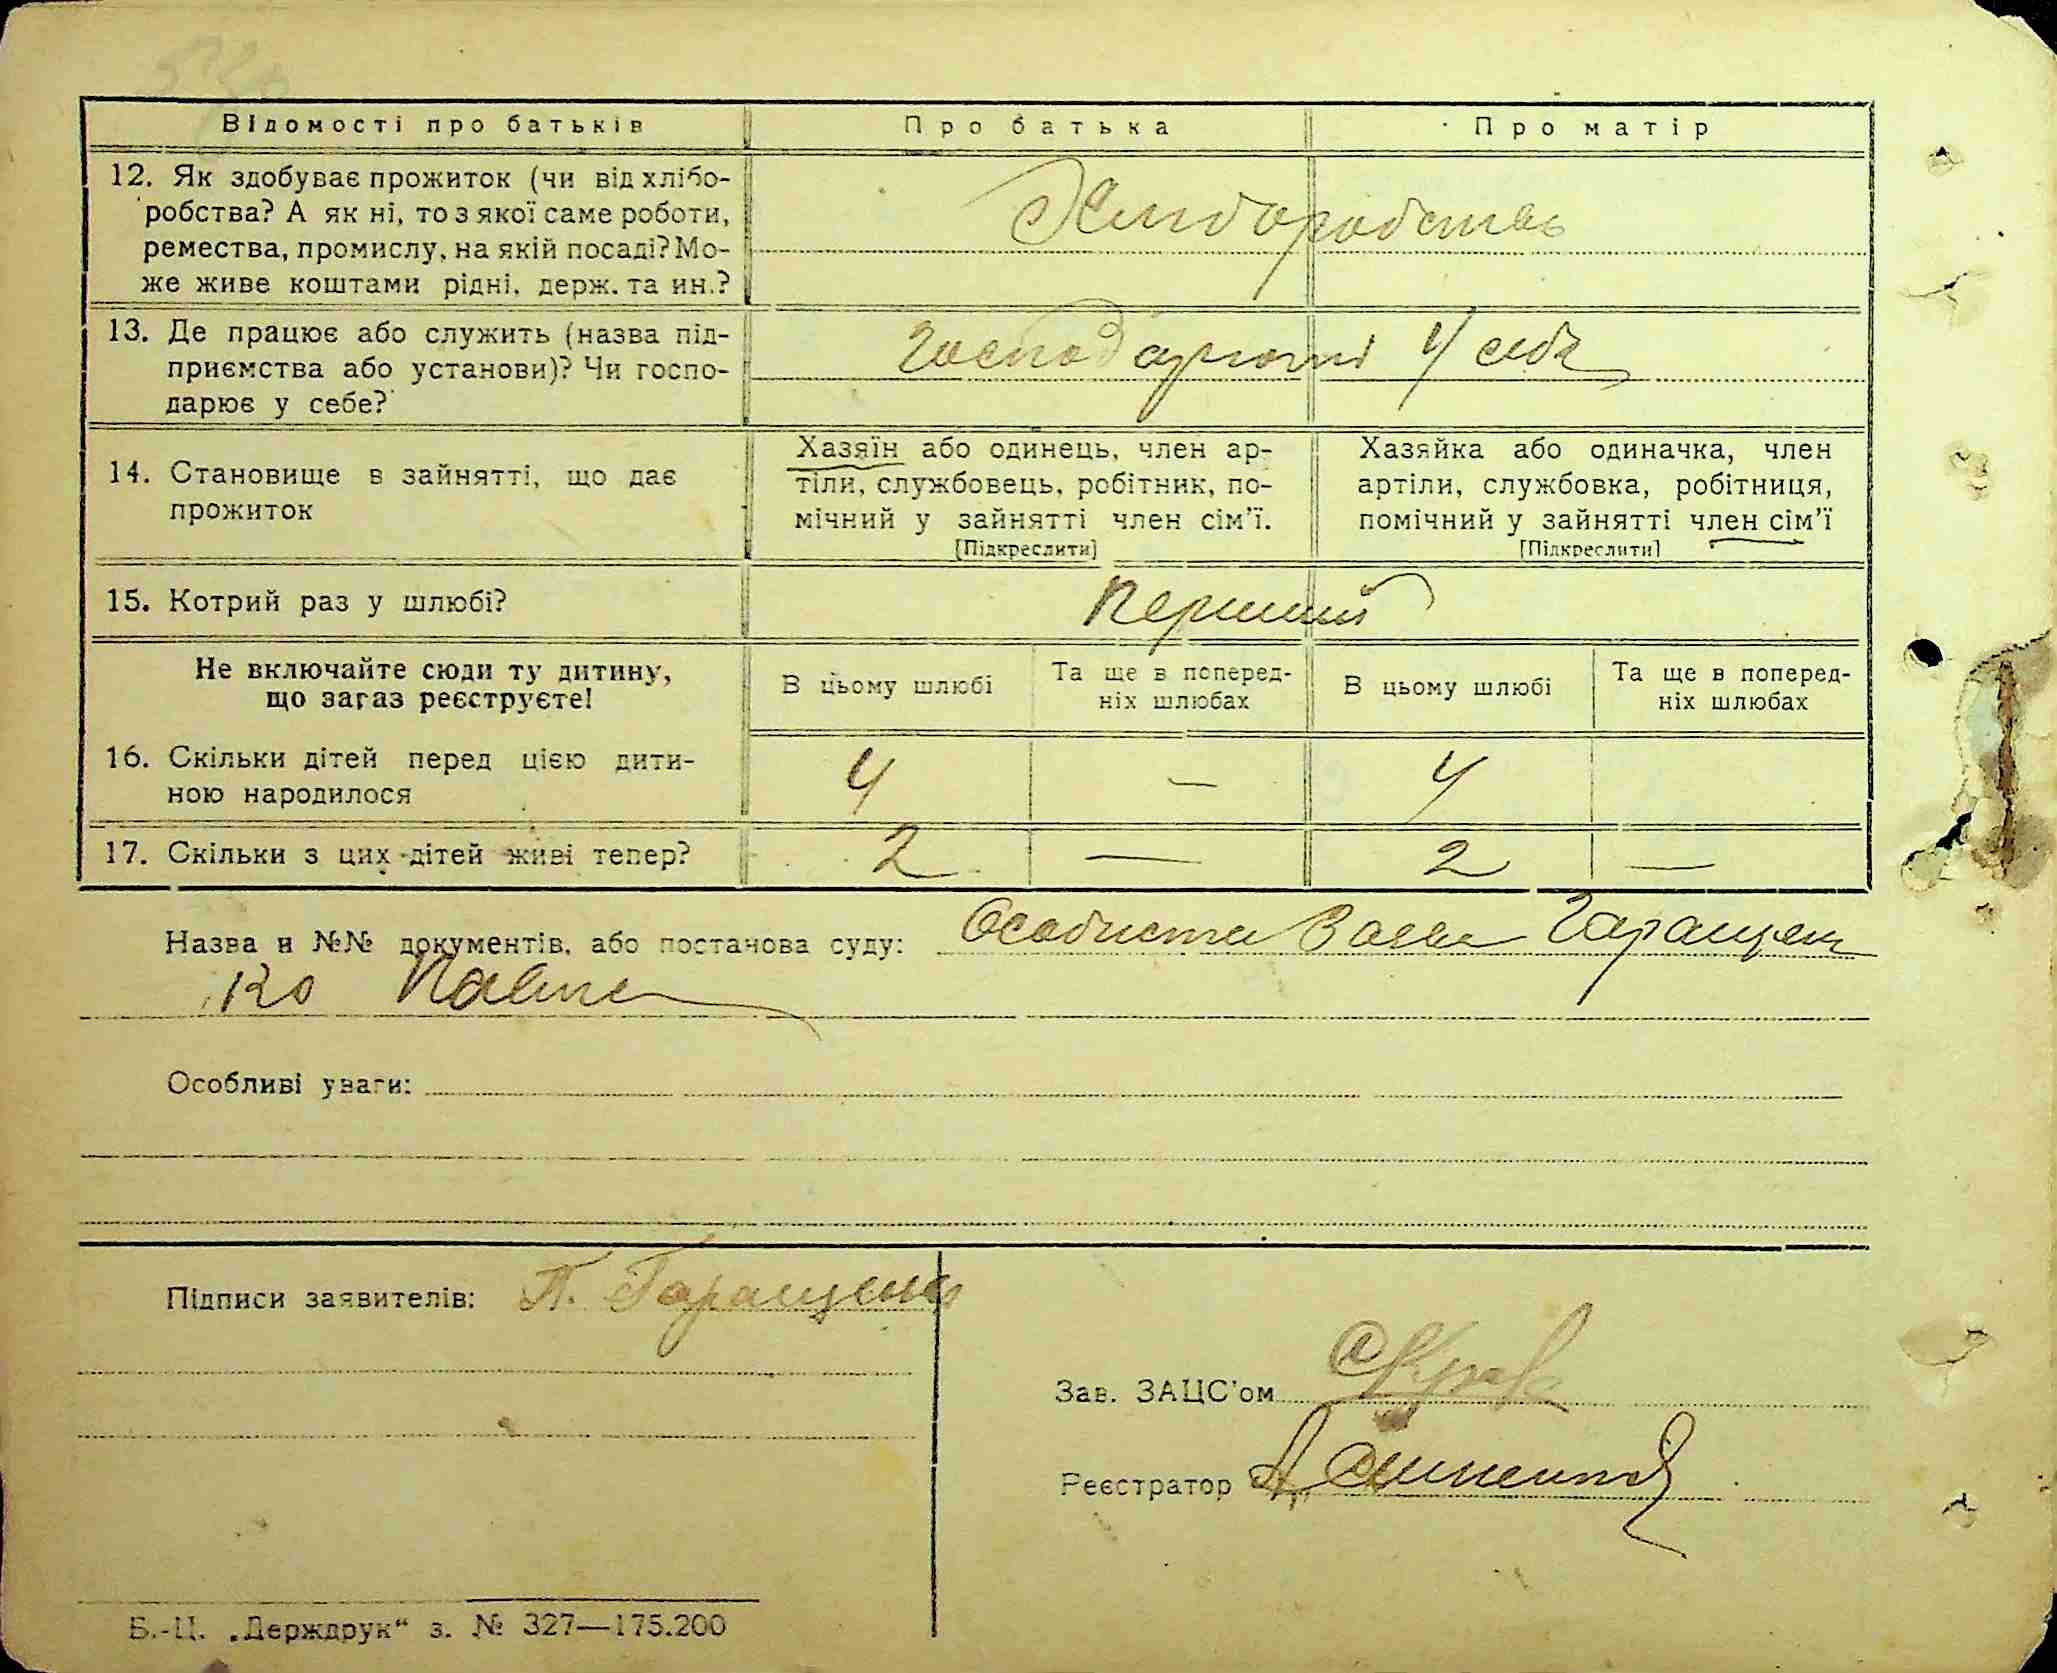 Відомості про батьків
Про батька
Про матір
12. Як здобуває прожиток (чи від хлібо-
робства? А як ні, то з якої саме роботи,
ремества, промислу, на якій посаді? Мо-
же живе коштами рідні, держ. та ин.?
Хлиборобство
13. Де працює або служить (назва під-
приємства або установи)? Чи госпо-
дарює у себе?
у себе
14. Становище в зайнятті, що дає
прожиток
Хазяїн або одинець, член ар-
тіли, службовець, робітник, по-
мічний у зайнятті член сім'ї.
[Підкреслити]
Хазяйка або одиначка, член
артіли, службовка, робітниця,
помічний у зайнятті член сім'ї
[Підкреслити]
15. Котрий раз у шлюбі?
Перший
Не включайте сюди ту дитину,
що зараз реєструєте!
В цьому шлюбі
Та ще в поперед-
ніх шлюбах
В цьому шлюбі
Та ще в поперед-
ніх шлюбах
16. Скільки дітей перед цією дити-
ною народилося
4
—
4
17. Скільки з цих дітей живі тепер?
2
—
2
—
Назва и №№ документів, або постанова суду: Особиста Гаращен
ко Павла
Особливі уваги:
Підписи заявителів: П. Гаращенко
Зав. ЗАЦС'ом
Реєстратор
Б.-Ц. „Держдрук“ з. № 327—175.200